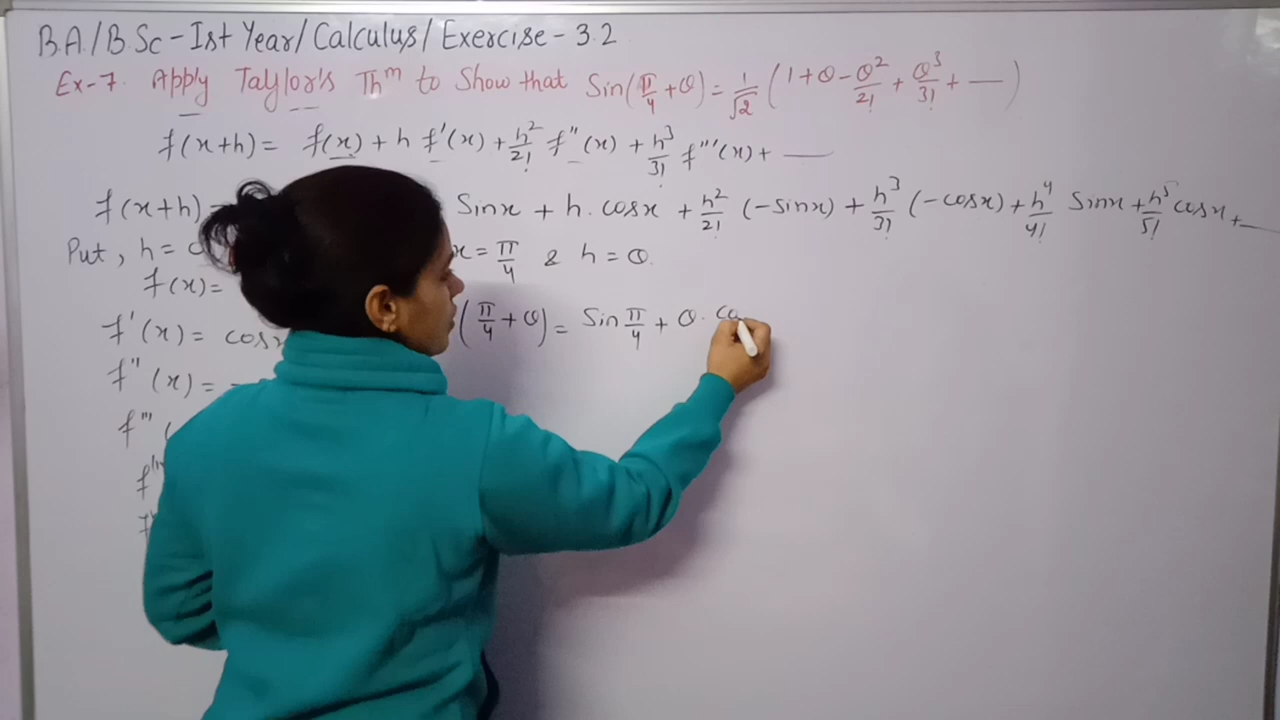 B.A./B.Sc - Ist Year/Calculus/Exercise - 3.2
Ex-7. Apply Taylor's Thm to Show that Sin(π/4 + θ) = 1/√2 (1 + θ - θ²/2! + θ³/3! + —)
f(x+h) = f(x) + h f'(x) + h²/2! f''(x) + h³/3! f'''(x) + —
f(x+h) Sinx + h. cosx + h²/2! (-sinx) + h³/3! (-cosx) + h⁴/4! Sinx + h⁵/5! cosx + —
Put, h = x = π/4 & h = θ.
f(x) =
f'(x) = cosx (π/4 + θ) = Sin π/4 + θ. co
f''(x) = -
f'''